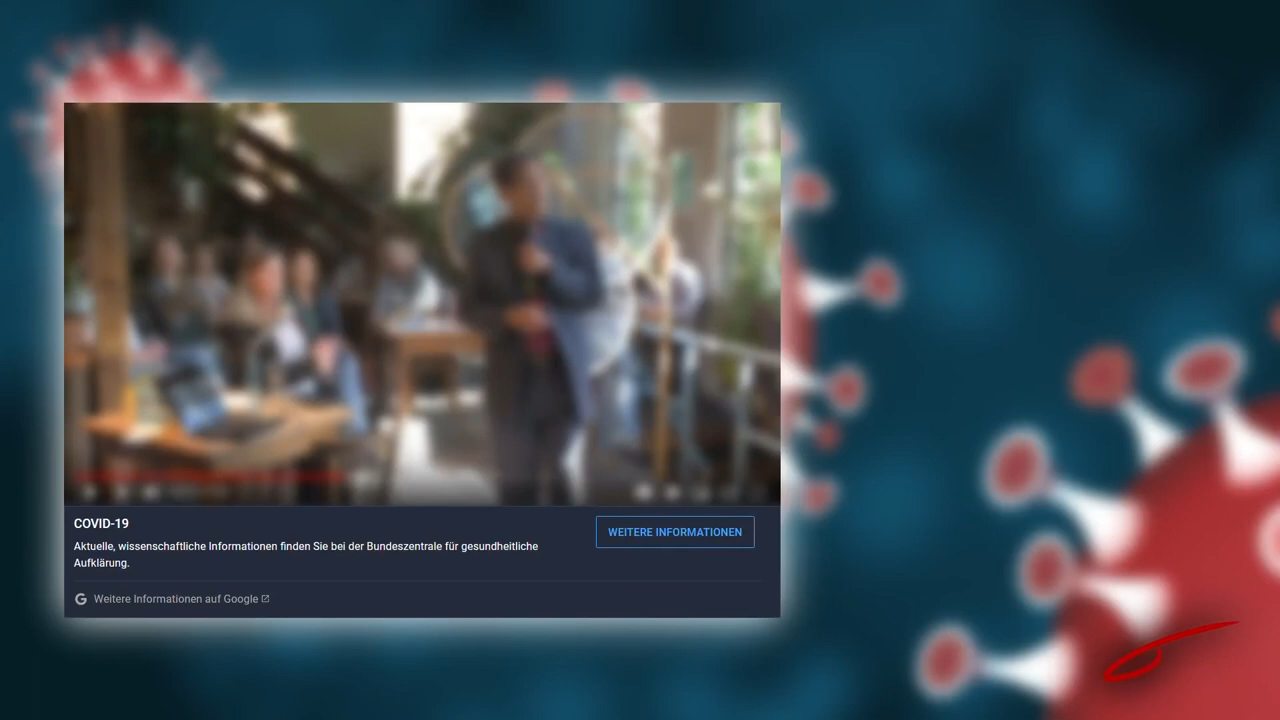 COVID-19
WEITERE INFORMATIONEN
Aktuelle, wissenschaftliche Informationen finden Sie bei der Bundeszentrale für gesundheitliche
Aufklärung.
Weitere Informationen auf Google